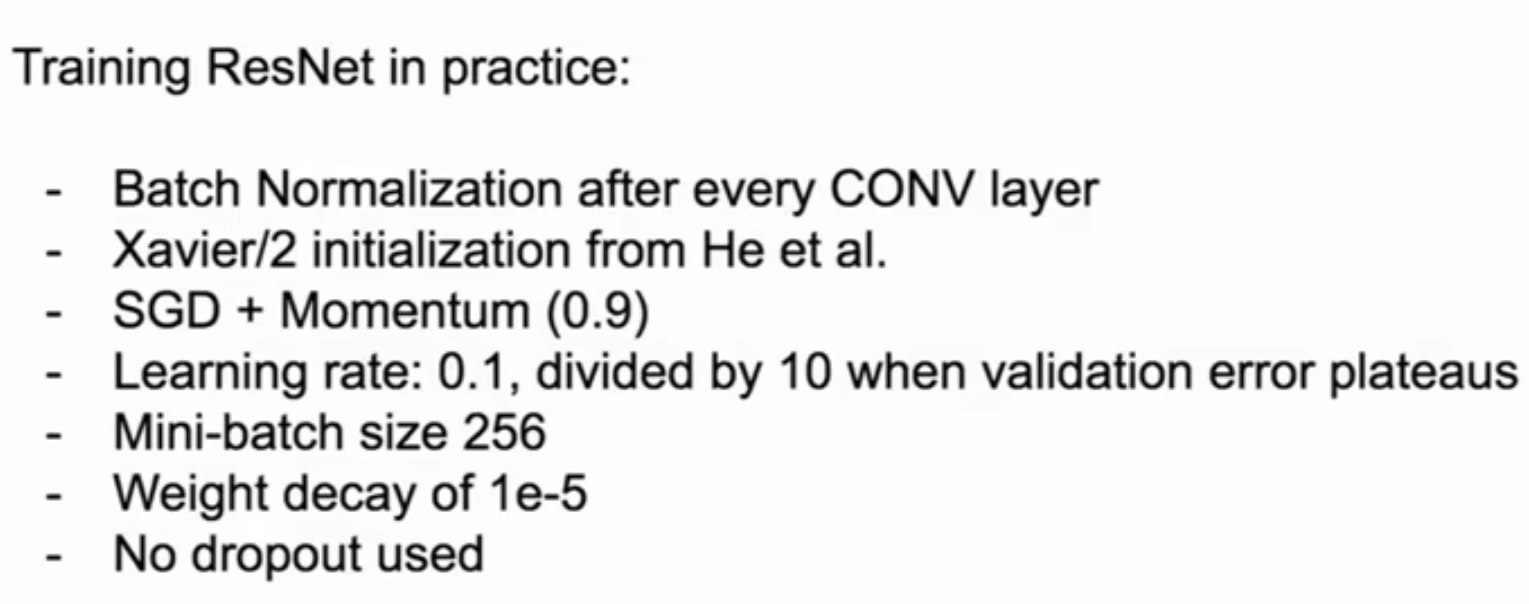 Training ResNet in practice:
- Batch Normalization after every CONV layer
- Xavier/2 initialization from He et al.
- SGD + Momentum (0.9)
- Learning rate: 0.1, divided by 10 when validation error plateaus
- Mini-batch size 256
- Weight decay of 1e-5
- No dropout used